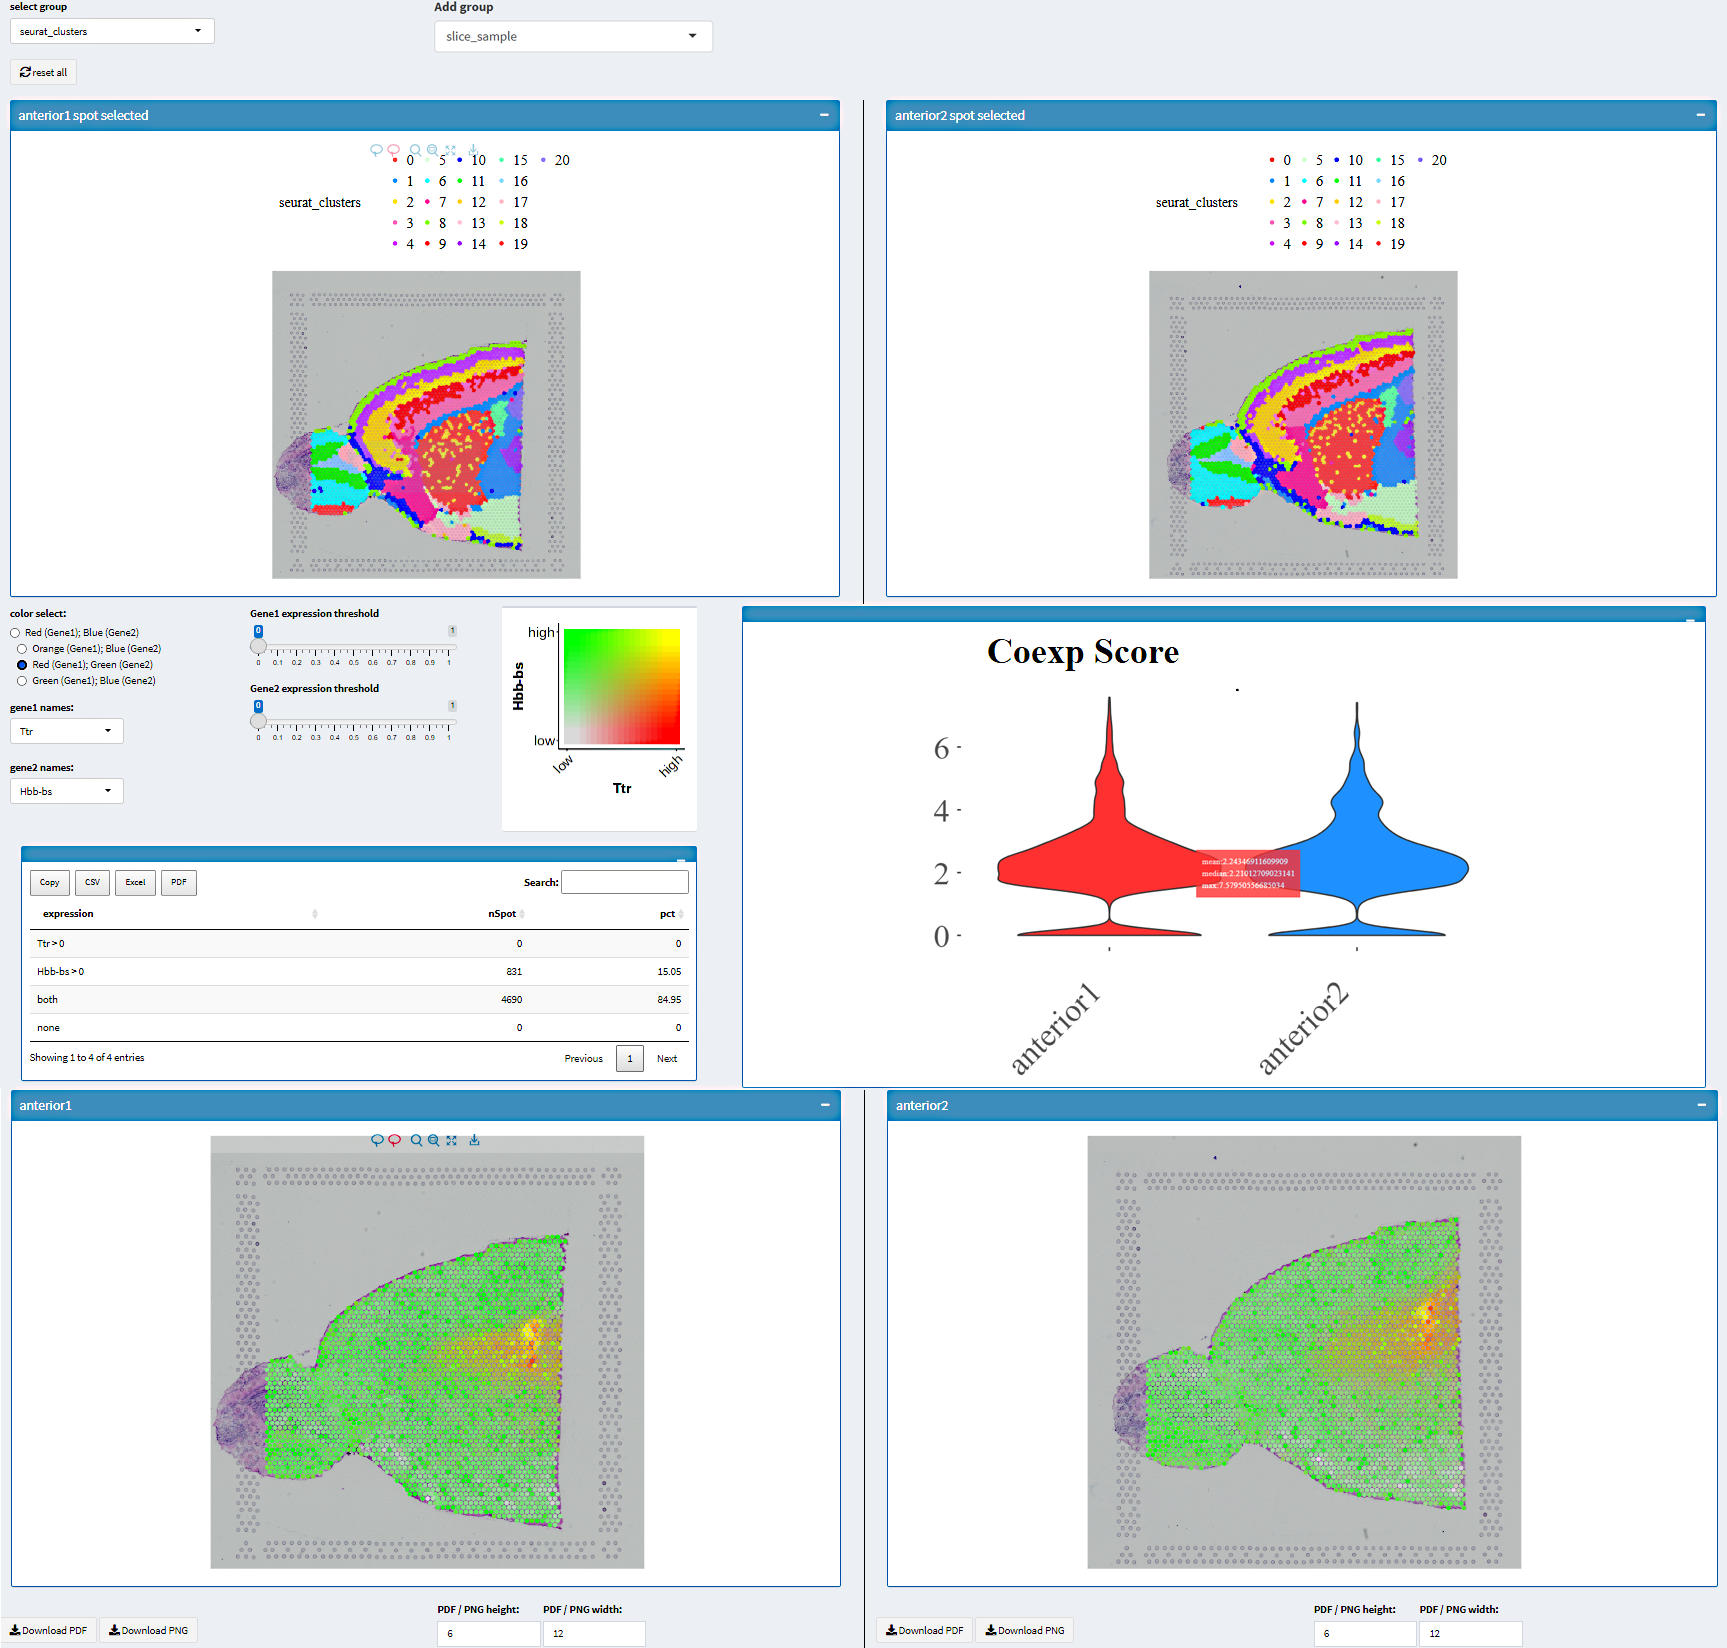 select group
Add group
seurat_clusters
slice_sample
reset all
anterior1 spot selected
anterior2 spot selected
seurat_clusters
0 5 10 15 20
1 6 11 16
2 7 12 17
3 8 13 18
4 9 14 19
seurat_clusters
0 5 10 15 20
1 6 11 16
2 7 12 17
3 8 13 18
4 9 14 19
color select:
Red (Gene1); Blue (Gene2)
Orange (Gene1); Blue (Gene2)
Red (Gene1); Green (Gene2)
Green (Gene1); Blue (Gene2)
gene1 names:
Ttr
gene2 names:
Hbb-bs
Gene1 expression threshold
0 1
0 0.1 0.2 0.3 0.4 0.5 0.6 0.7 0.8 0.9 1
Gene2 expression threshold
0 1
0 0.1 0.2 0.3 0.4 0.5 0.6 0.7 0.8 0.9 1
high
Hbb-bs
low
low high
Ttr
Coexp Score
6
4
2
0
mean:2.24346911609909
median:2.21012709023141
max:7.57950556685034
anterior1 anterior2
Copy CSV Excel PDF Search:
expression nSpot pct
Ttr > 0 0 0
Hbb-bs > 0 831 15.05
both 4690 84.95
none 0 0
Showing 1 to 4 of 4 entries Previous 1 Next
anterior1
anterior2
PDF / PNG height: PDF / PNG width:
Download PDF Download PNG 6 12
PDF / PNG height: PDF / PNG width:
Download PDF Download PNG 6 12